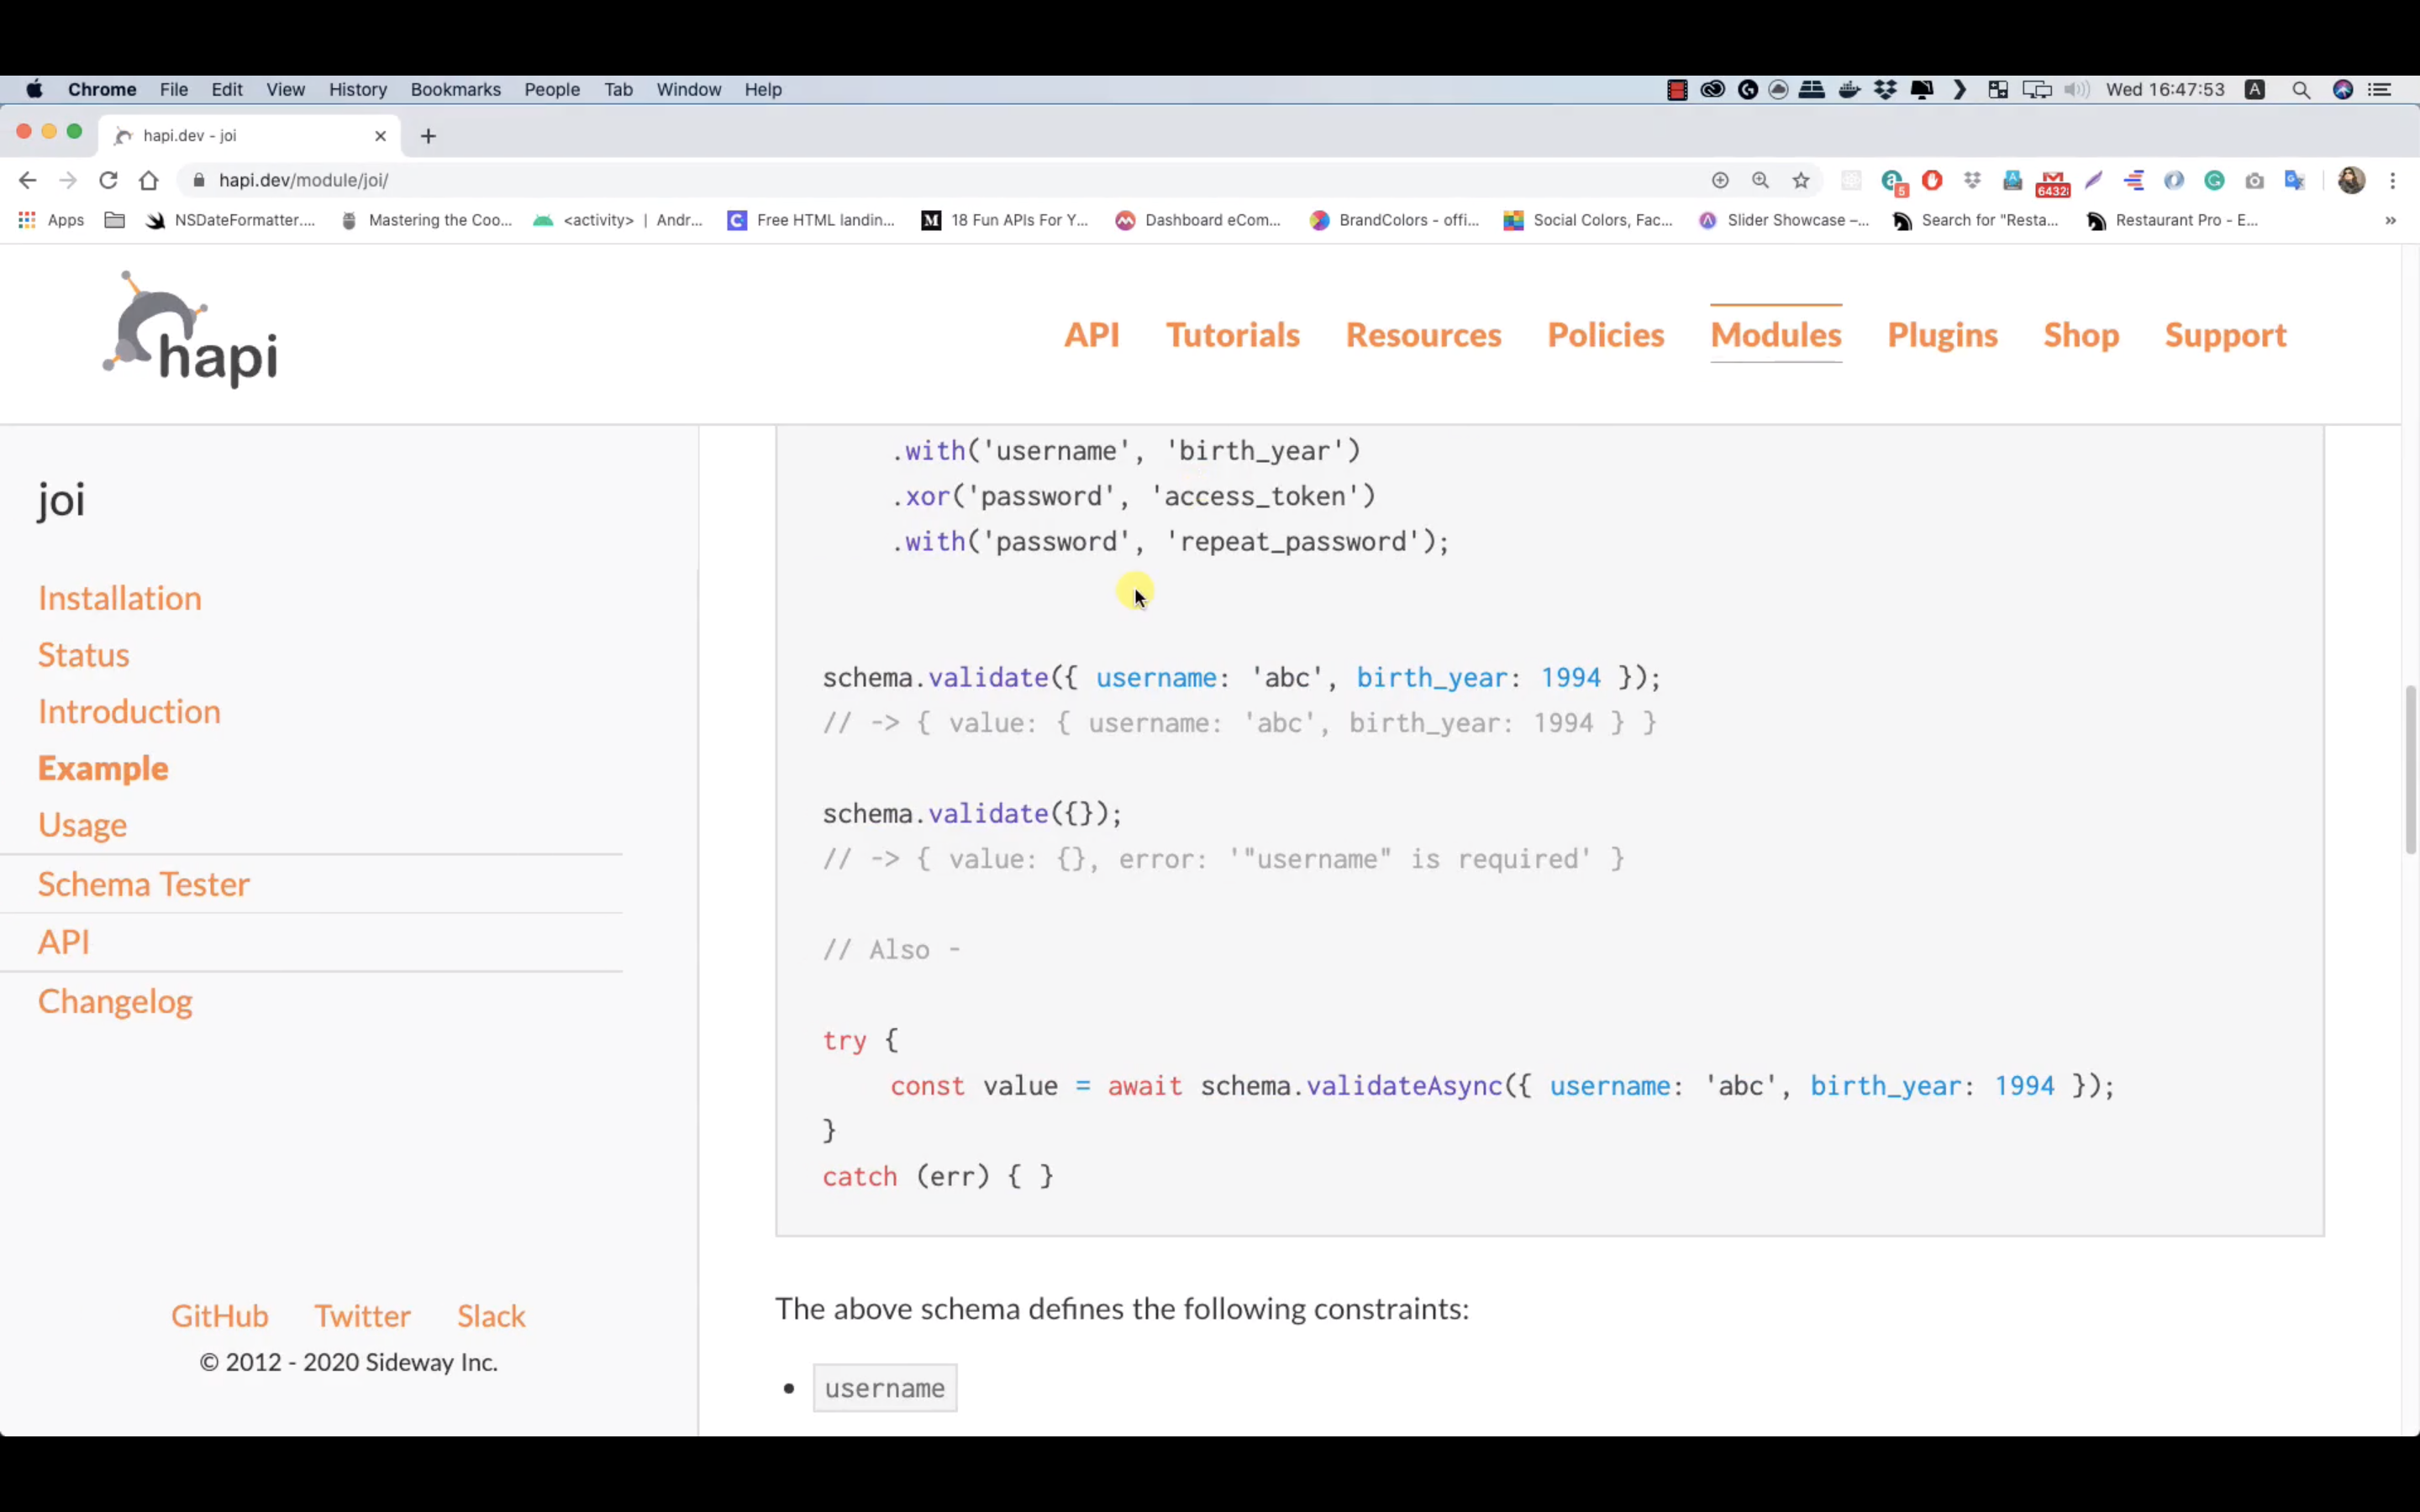 Chrome File Edit View History Bookmarks People Tab Window Help Wed 16:47:53 A
hapi.dev - joi
hapi.dev/module/joi/ 5 6432
Apps NSDateFormatter.... Mastering the Coo... <activity> | Andr... Free HTML landin... 18 Fun APIs For Y... Dashboard eCom... BrandColors - offi... Social Colors, Fac... Slider Showcase –... Search for "Resta... Restaurant Pro - E... »
hapi
API Tutorials Resources Policies Modules Plugins Shop Support
joi
Installation
Status
Introduction
Example
Usage
Schema Tester
API
Changelog
GitHub Twitter Slack
© 2012 - 2020 Sideway Inc.
.with('username', 'birth_year')
.xor('password', 'access_token')
.with('password', 'repeat_password');
schema.validate({ username: 'abc', birth_year: 1994 });
// -> { value: { username: 'abc', birth_year: 1994 } }
schema.validate({});
// -> { value: {}, error: '"username" is required' }
// Also -
try {
const value = await schema.validateAsync({ username: 'abc', birth_year: 1994 });
}
catch (err) { }
The above schema defines the following constraints:
• username